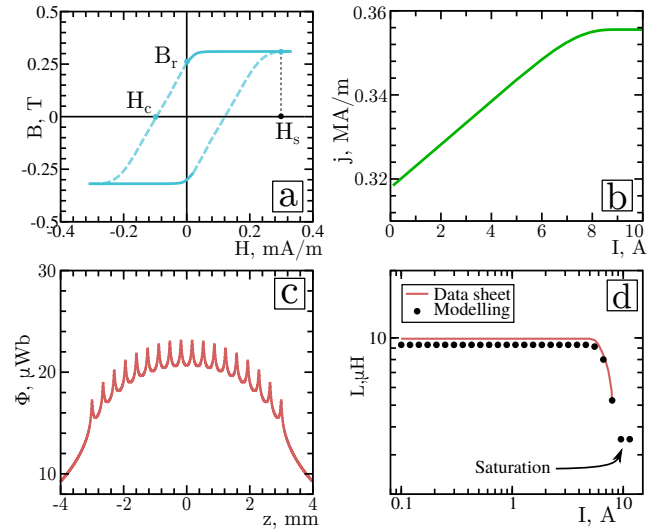 0.5
0.25
0
-0.25
-0.5
B, T
B_r
H_c
H_s
a
-0.4
-0.2
0
0.2
0.4
H, mA/m
0.36
0.34
0.32
j, MA/m
b
0
2
4
6
8
10
I, A
30
20
10
Φ, μWb
c
-4
-2
0
2
4
z, mm
10
L,μH
d
Data sheet
Modelling
Saturation
0.1
1
10
I, A